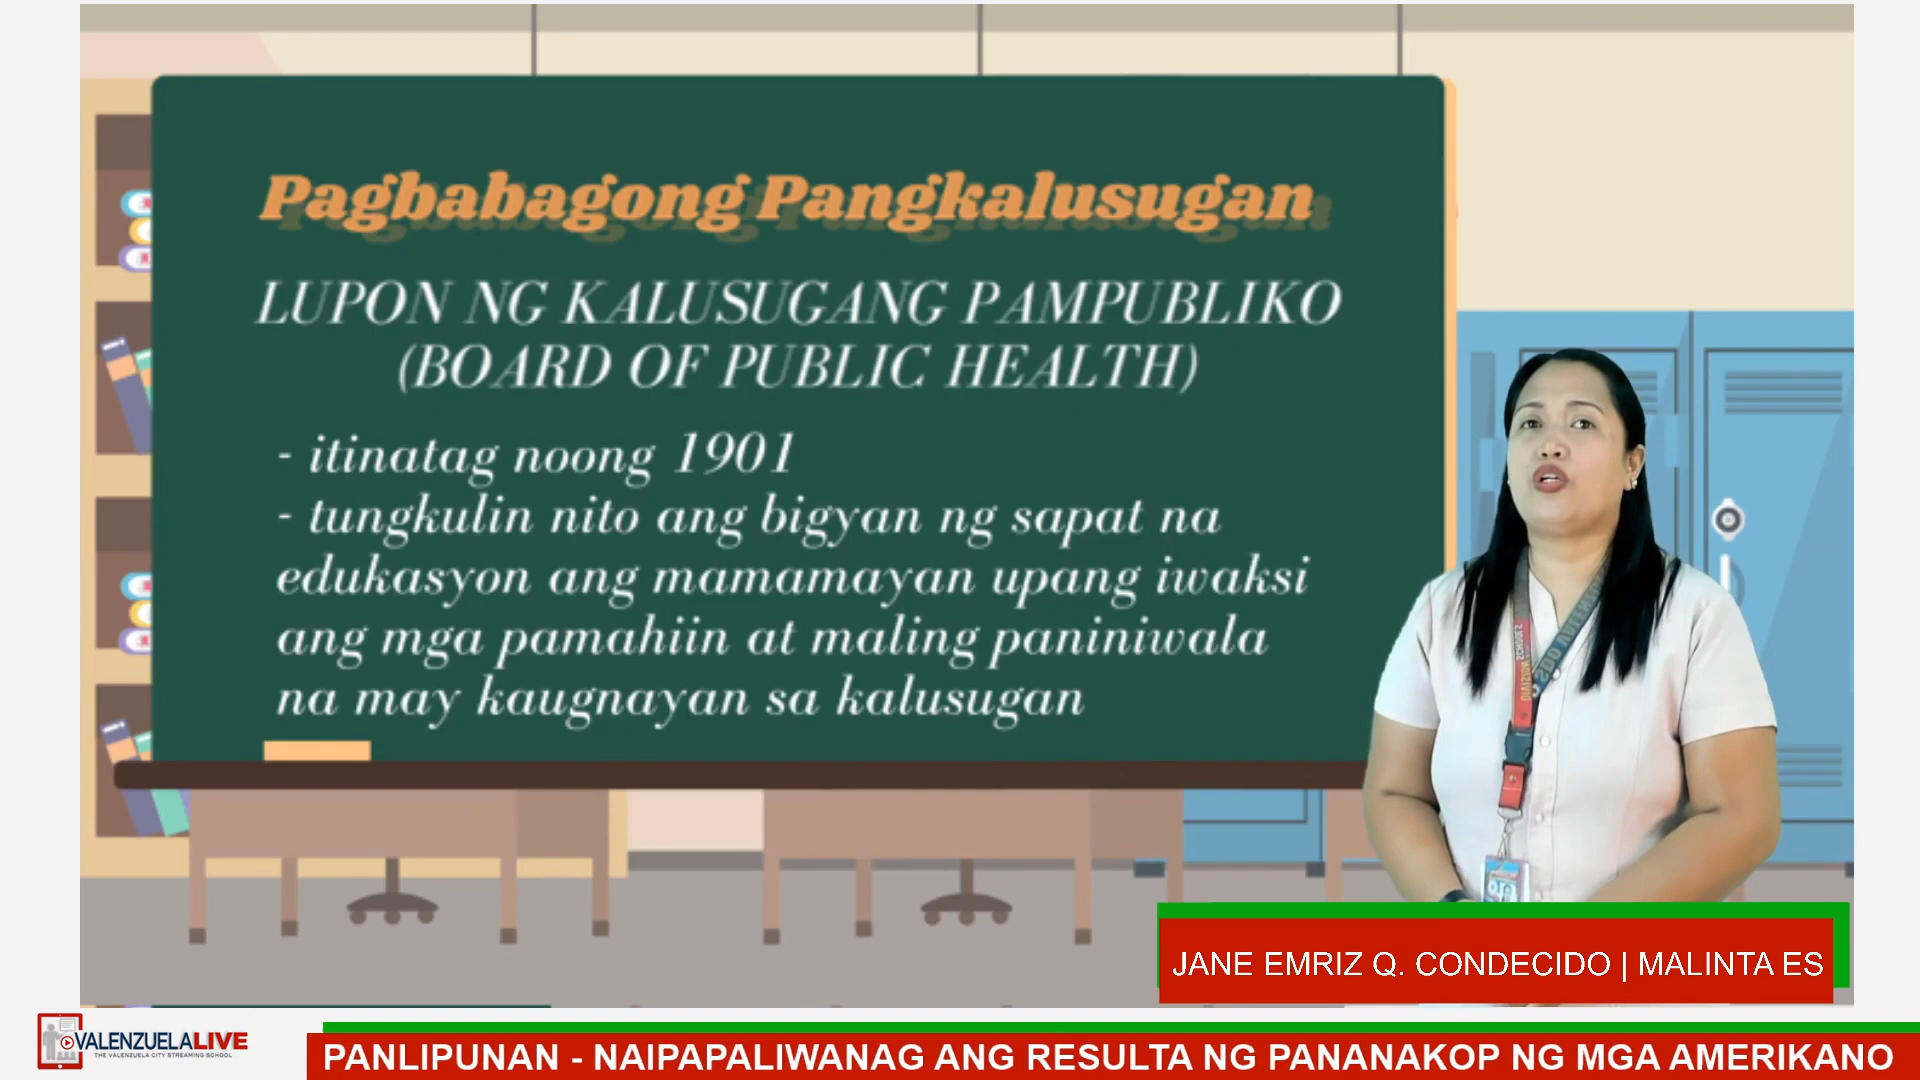 Pagbabagong Pangkalusugan
LUPON NG KALUSUGANG PAMPUBLIKO
(BOARD OF PUBLIC HEALTH)
- itinatag noong 1901
- tungkulin nito ang bigyan ng sapat na
edukasyon ang mamamayan upang iwaksi
ang mga pamahiin at maling paniniwala
na may kaugnayan sa kalusugan
JANE EMRIZ Q. CONDECIDO | MALINTA ES
VALENZUELALIVE
THE VALENZUELA CITY STREAMING SCHOOL
PANLIPUNAN - NAIPAPALIWANAG ANG RESULTA NG PANANAKOP NG MGA AMERIKANO